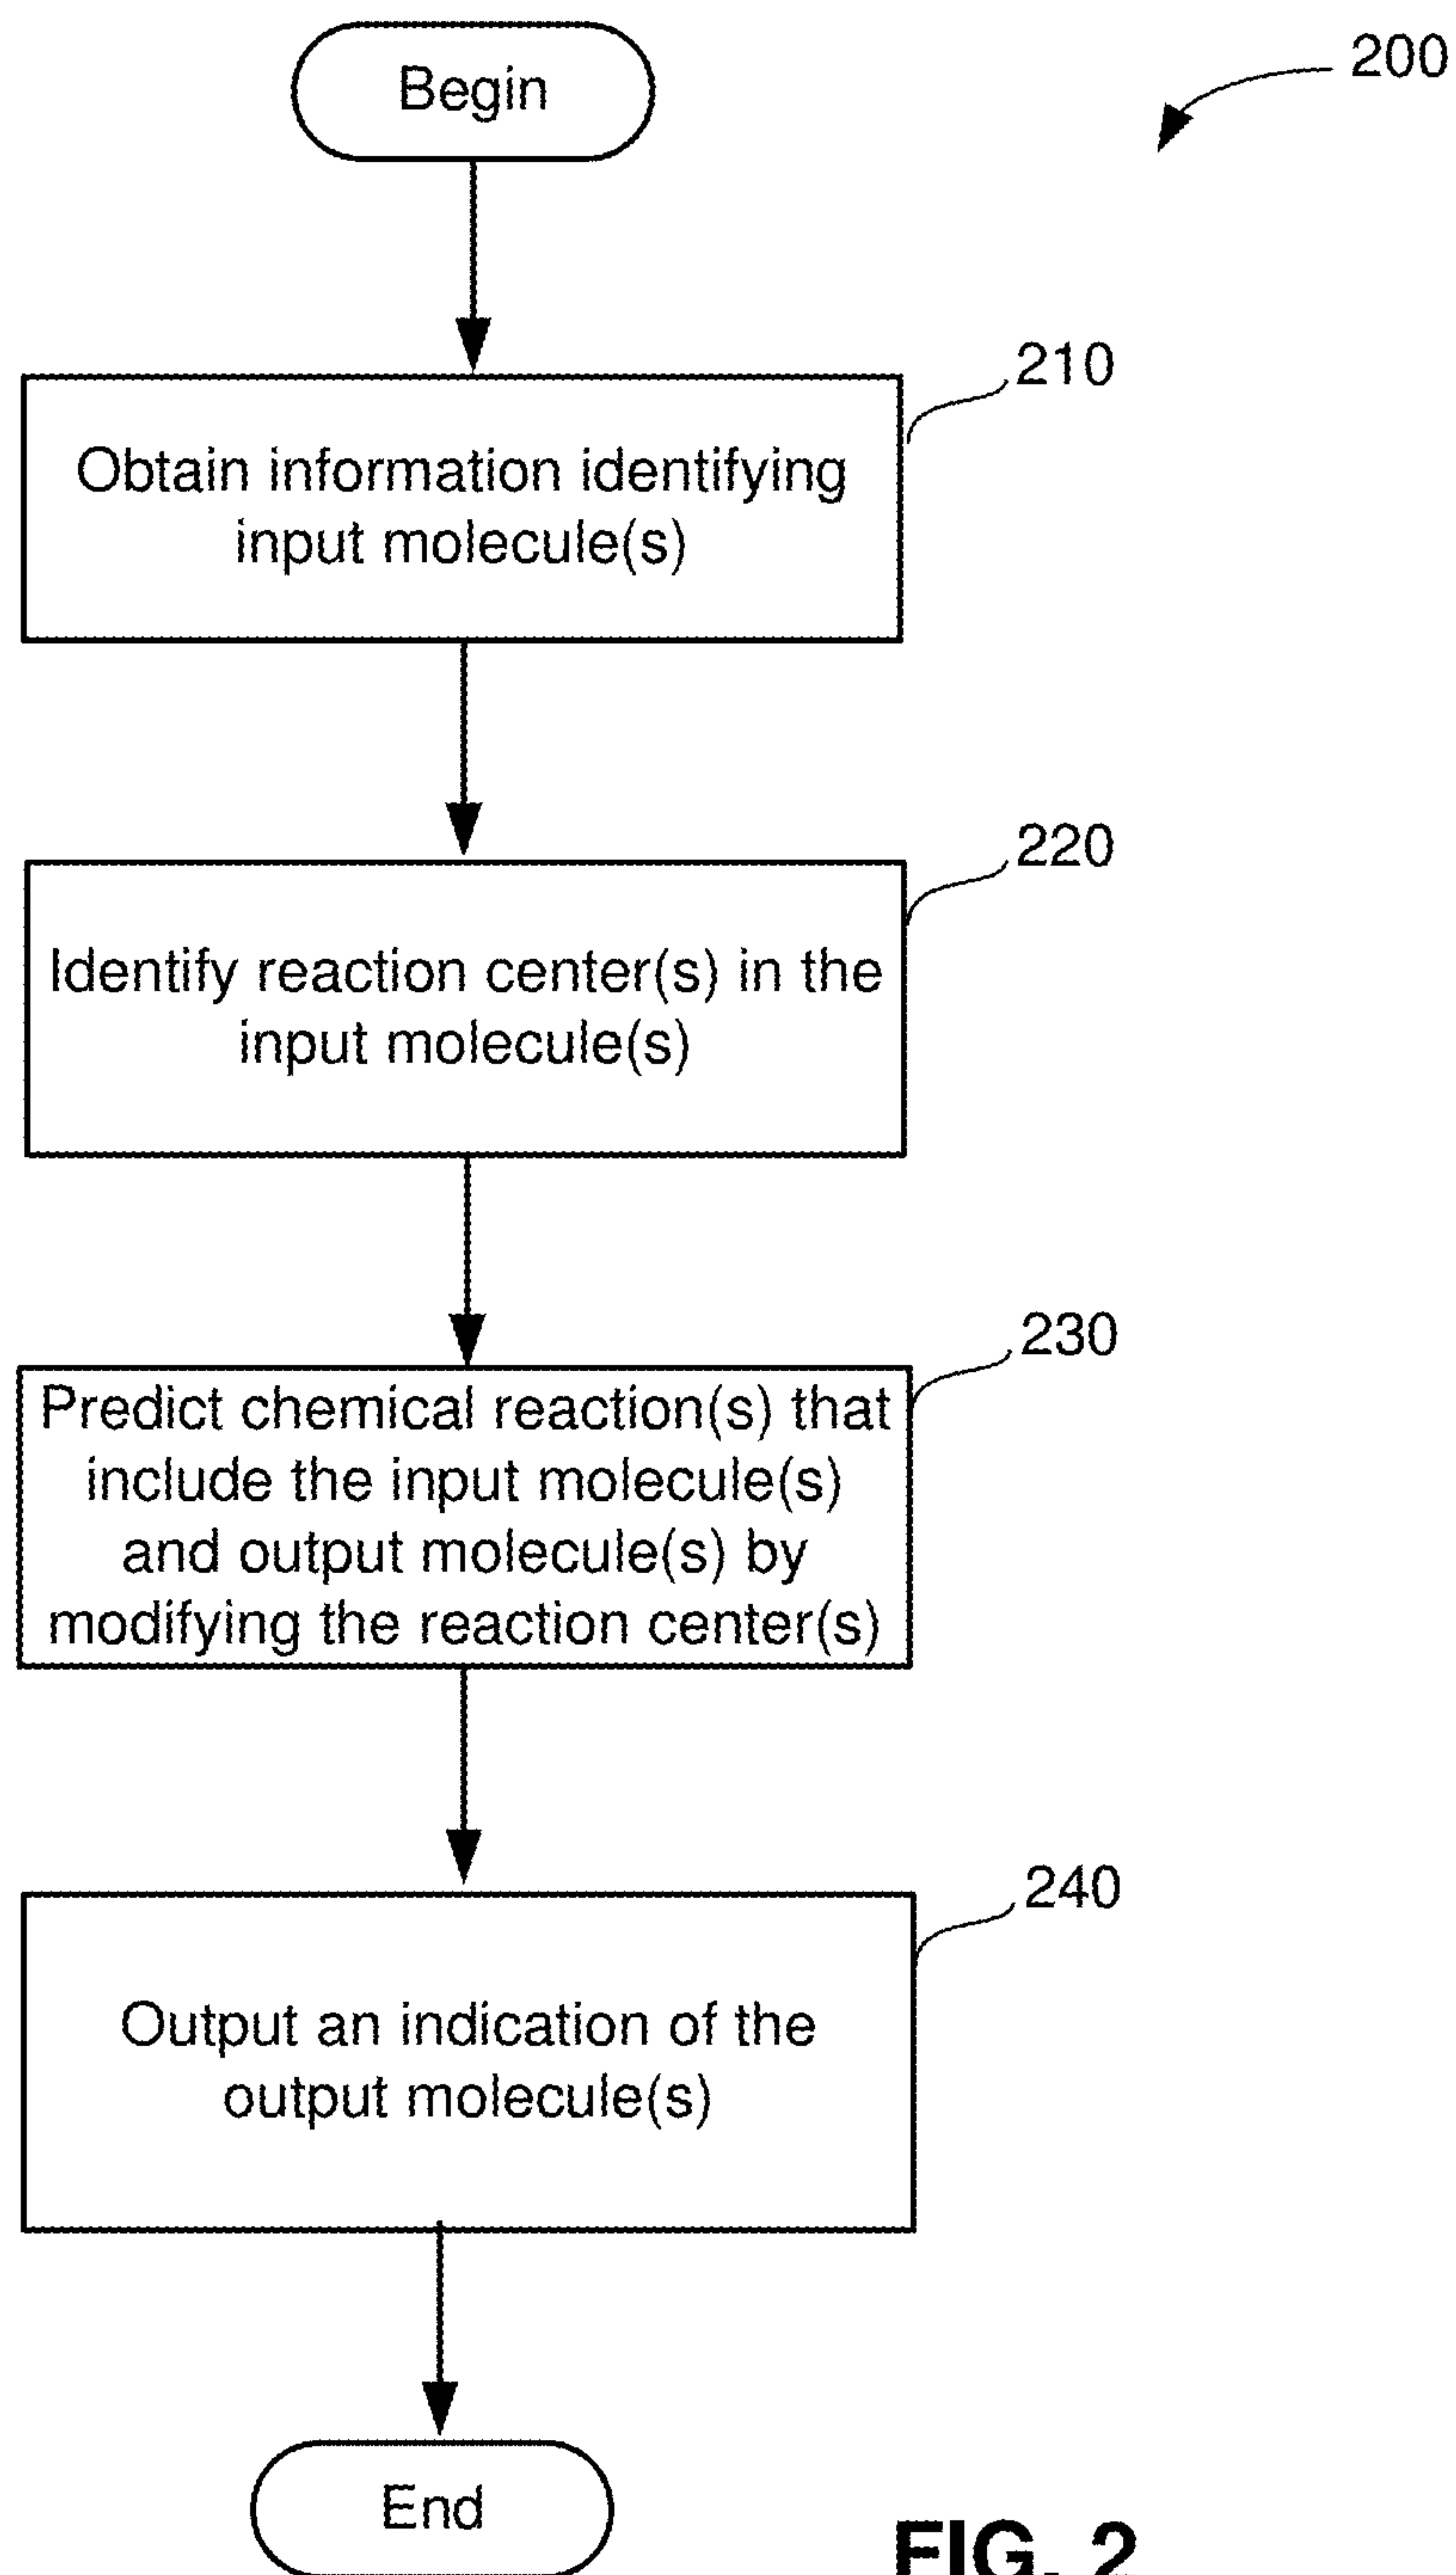 Begin
200
210
Obtain information identifying
input molecule(s)
220
Identify reaction center(s) in the
input molecule(s)
230
Predict chemical reaction(s) that
include the input molecule(s)
and output molecule(s) by
modifying the reaction center(s)
240
Output an indication of the
output molecule(s)
End
FIG. 2